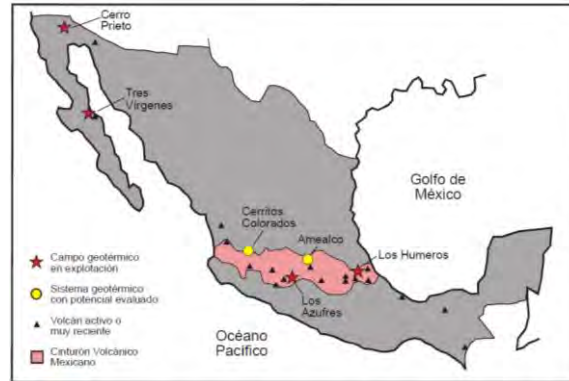 Cerro
Prieto
Tres
Vírgenes
Golfo de
México
Cerritos
Colorados
Amealco
Los Humeros
Los
Azufres
Océano
Pacífico
Campo geotérmico
en explotación
Sistema geotérmico
con potencial evaluado
Volcán activo o
muy reciente
Cinturón Volcánico
Mexicano